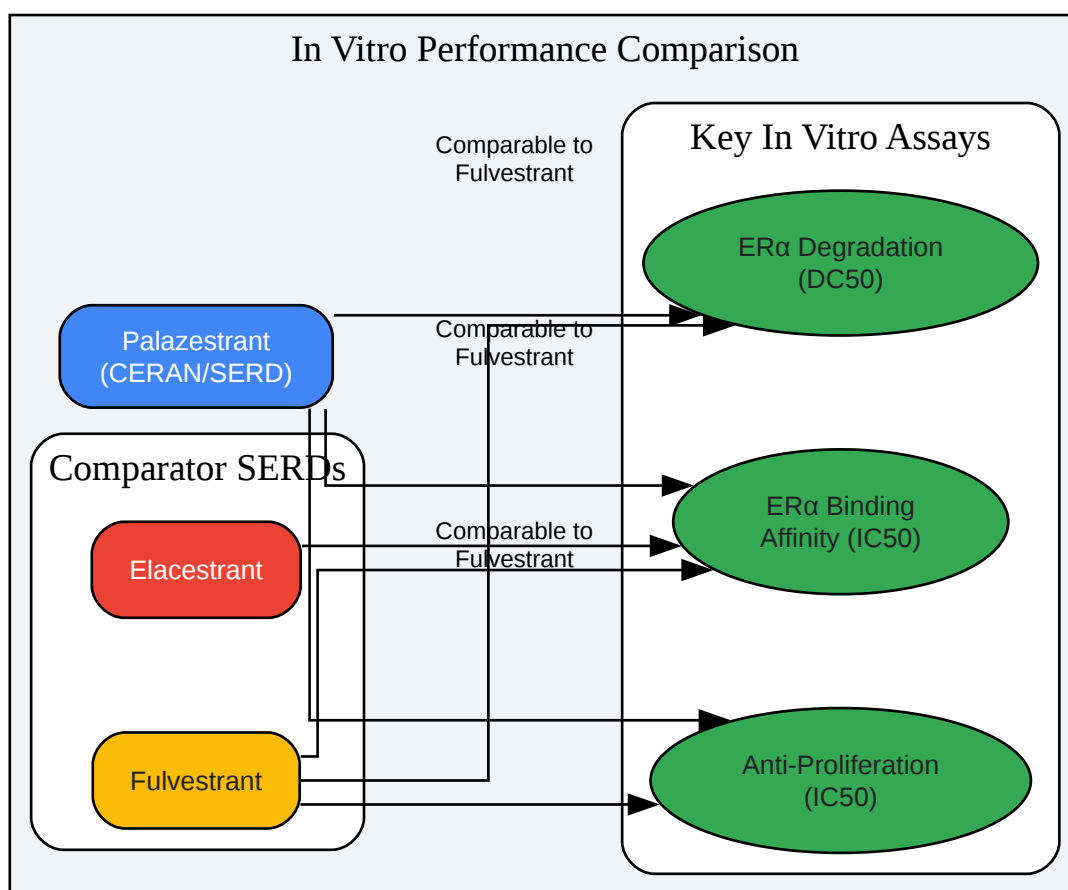 In Vitro Performance Comparison
Key In Vitro Assays
Comparable to
Fulvestrant
ERα Degradation
(DC50)
Palazestrant
(CERAN/SERD)
Comparable to
Fulvestrant
Comparator SERDs
Elacestrant
Comparable to
Fulvestrant
ERα Binding
Affinity (IC50)
Fulvestrant
Anti-Proliferation
(IC50)